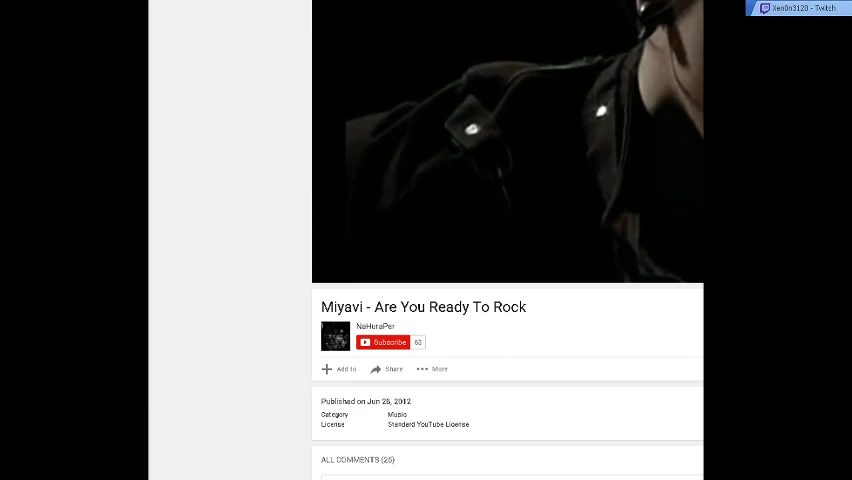 Xen0n3120 - Twitch
Miyavi - Are You Ready To Rock
NaHuraPer
Subscribe 63
Add to Share More
Published on Jun 25, 2012
Category Music
License Standard YouTube License
ALL COMMENTS (25)